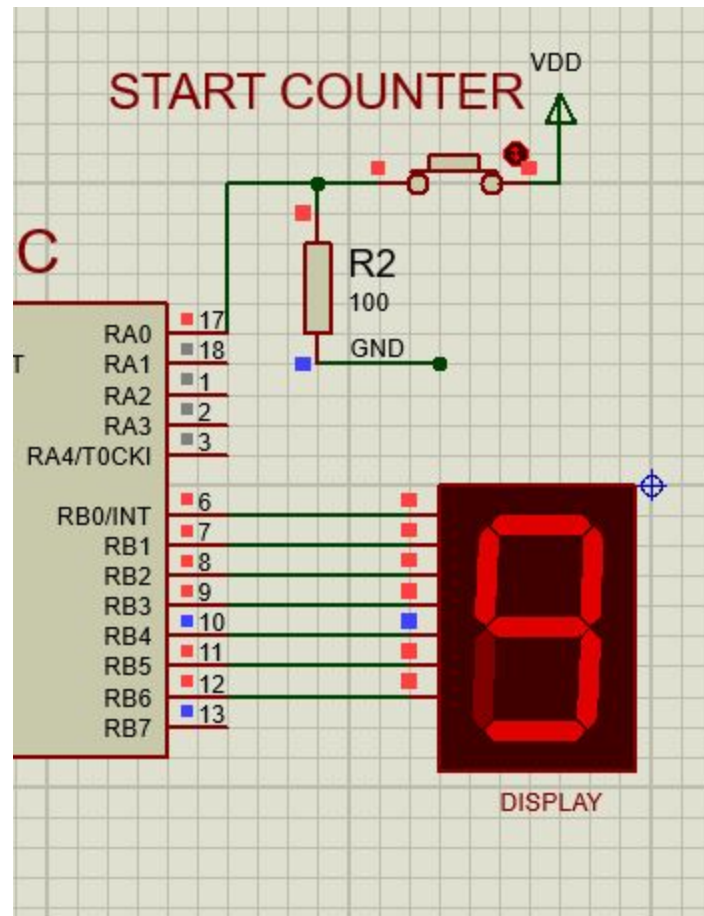 VDD
START COUNTER
C
R2
100
GND
T
RA0 17
RA1 18
RA2 1
RA3 2
RA4/T0CKI 3
RB0/INT 6
RB1 7
RB2 8
RB3 9
RB4 10
RB5 11
RB6 12
RB7 13
9
DISPLAY